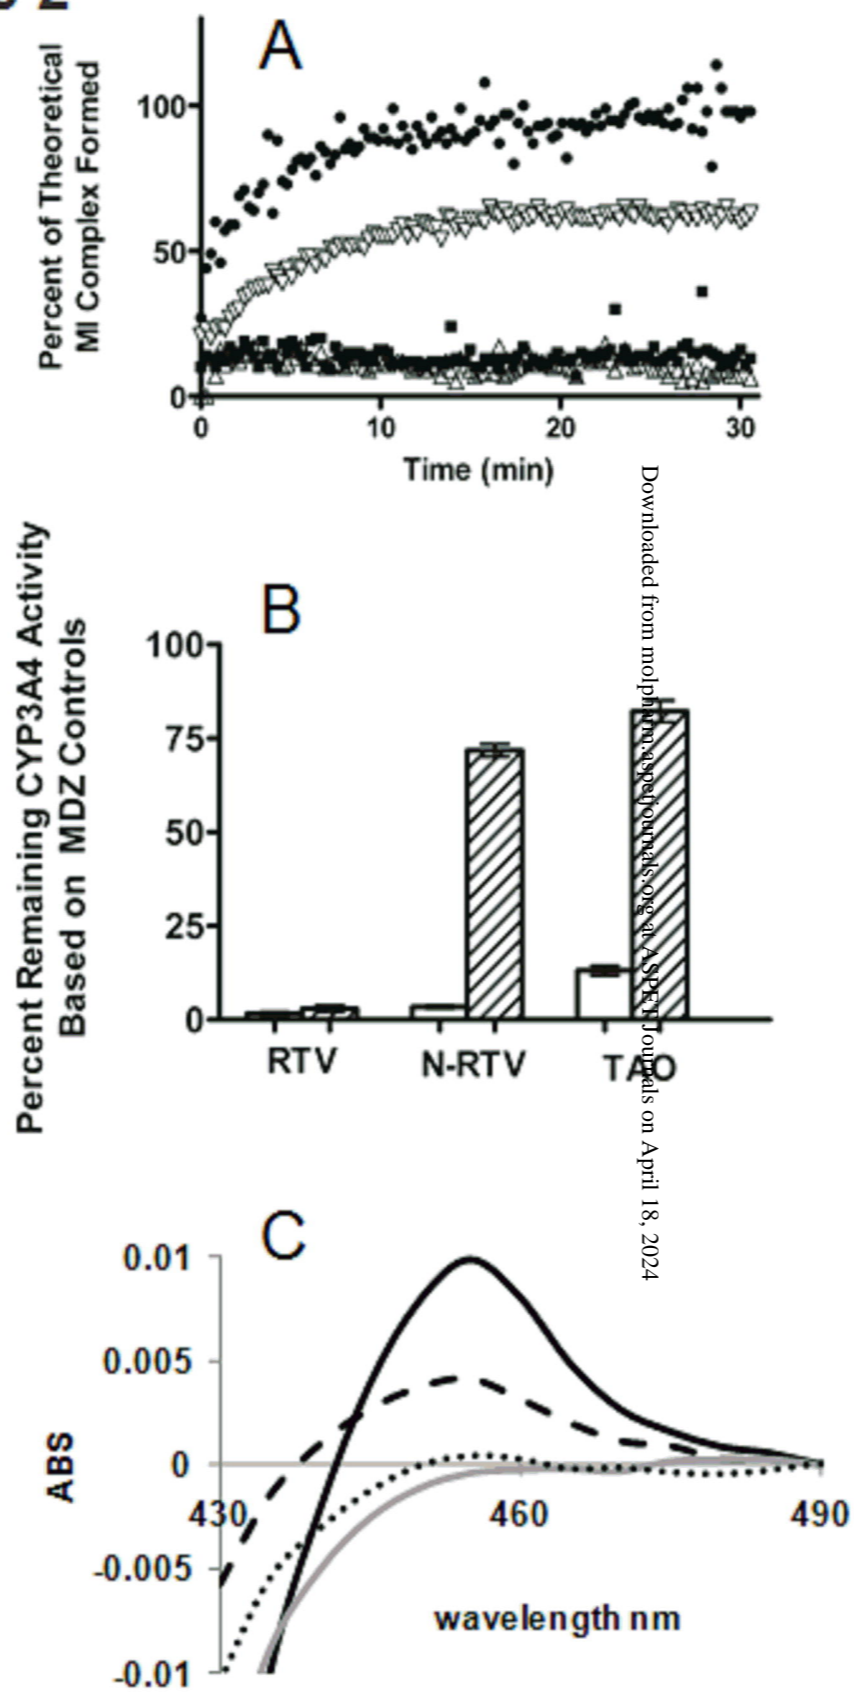 A
Percent of Theoretical
MI Complex Formed
100
50
0
0 10 20 30
Time (min)
Downloaded from molpharm.aspetjournals.org at ASPET Journals on April 18, 2024
B
Percent Remaining CYP3A4 Activity
Based on MDZ Controls
100
75
50
25
0
RTV N-RTV TAO
C
ABS
0.01
0.005
0
-0.005
-0.01
430 460 490
wavelength nm